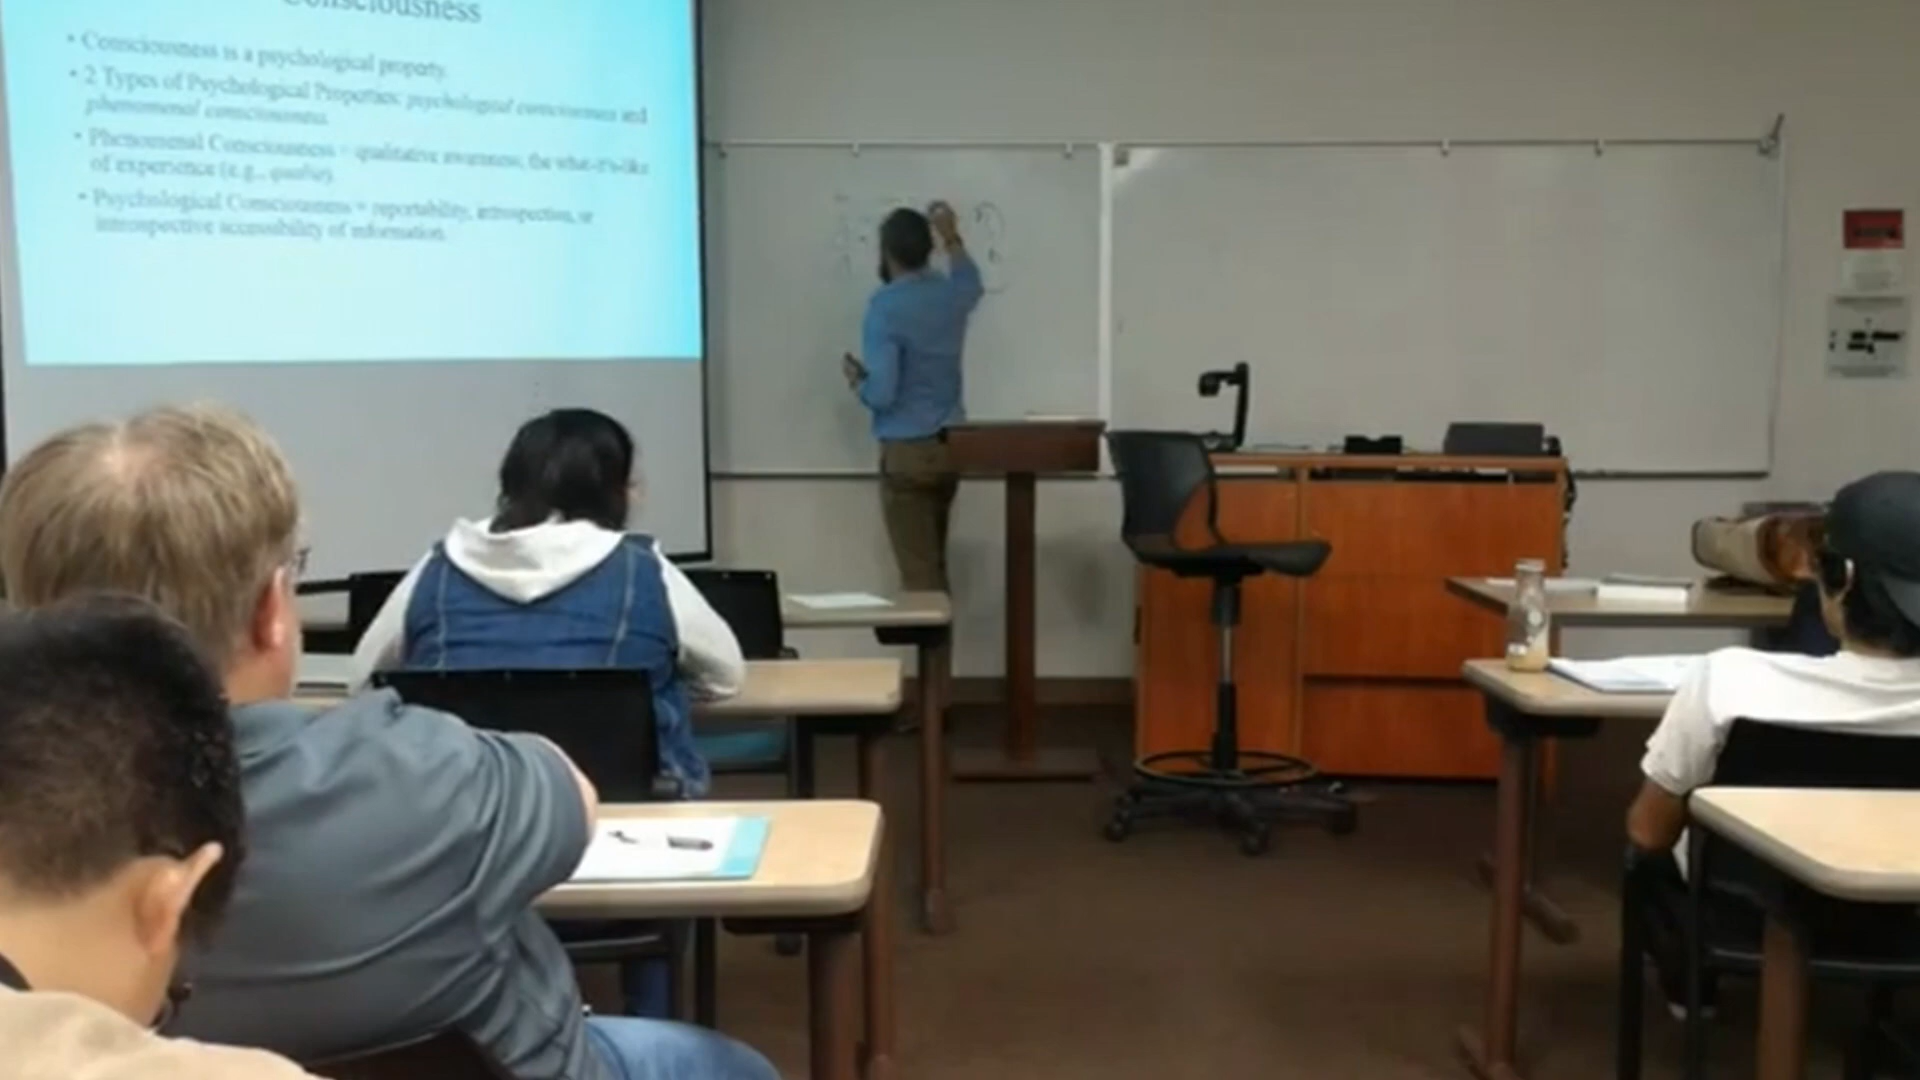 Consciousness
• Consciousness is a psychological property.
• 2 Types of Psychological Properties: psychological consciousness and
phenomenal consciousness.
• Phenomenal Consciousness = qualitative awareness; the what-it's-like
of experience (e.g., qualia).
• Psychological Consciousness = reportability, introspection, or
introspective accessibility of information.